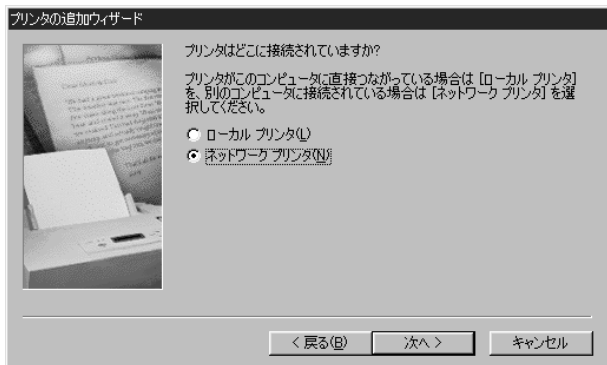 プリンタの追加ウィザード
プリンタはどこに接続されていますか?
プリンタがこのコンピュータに直接つながっている場合は [ローカル プリンタ]
を、別のコンピュータに接続されている場合は [ネットワーク プリンタ] を選
択してください。
ローカル プリンタ(L)
ネットワーク プリンタ(N)
< 戻る(B)
次へ >
キャンセル